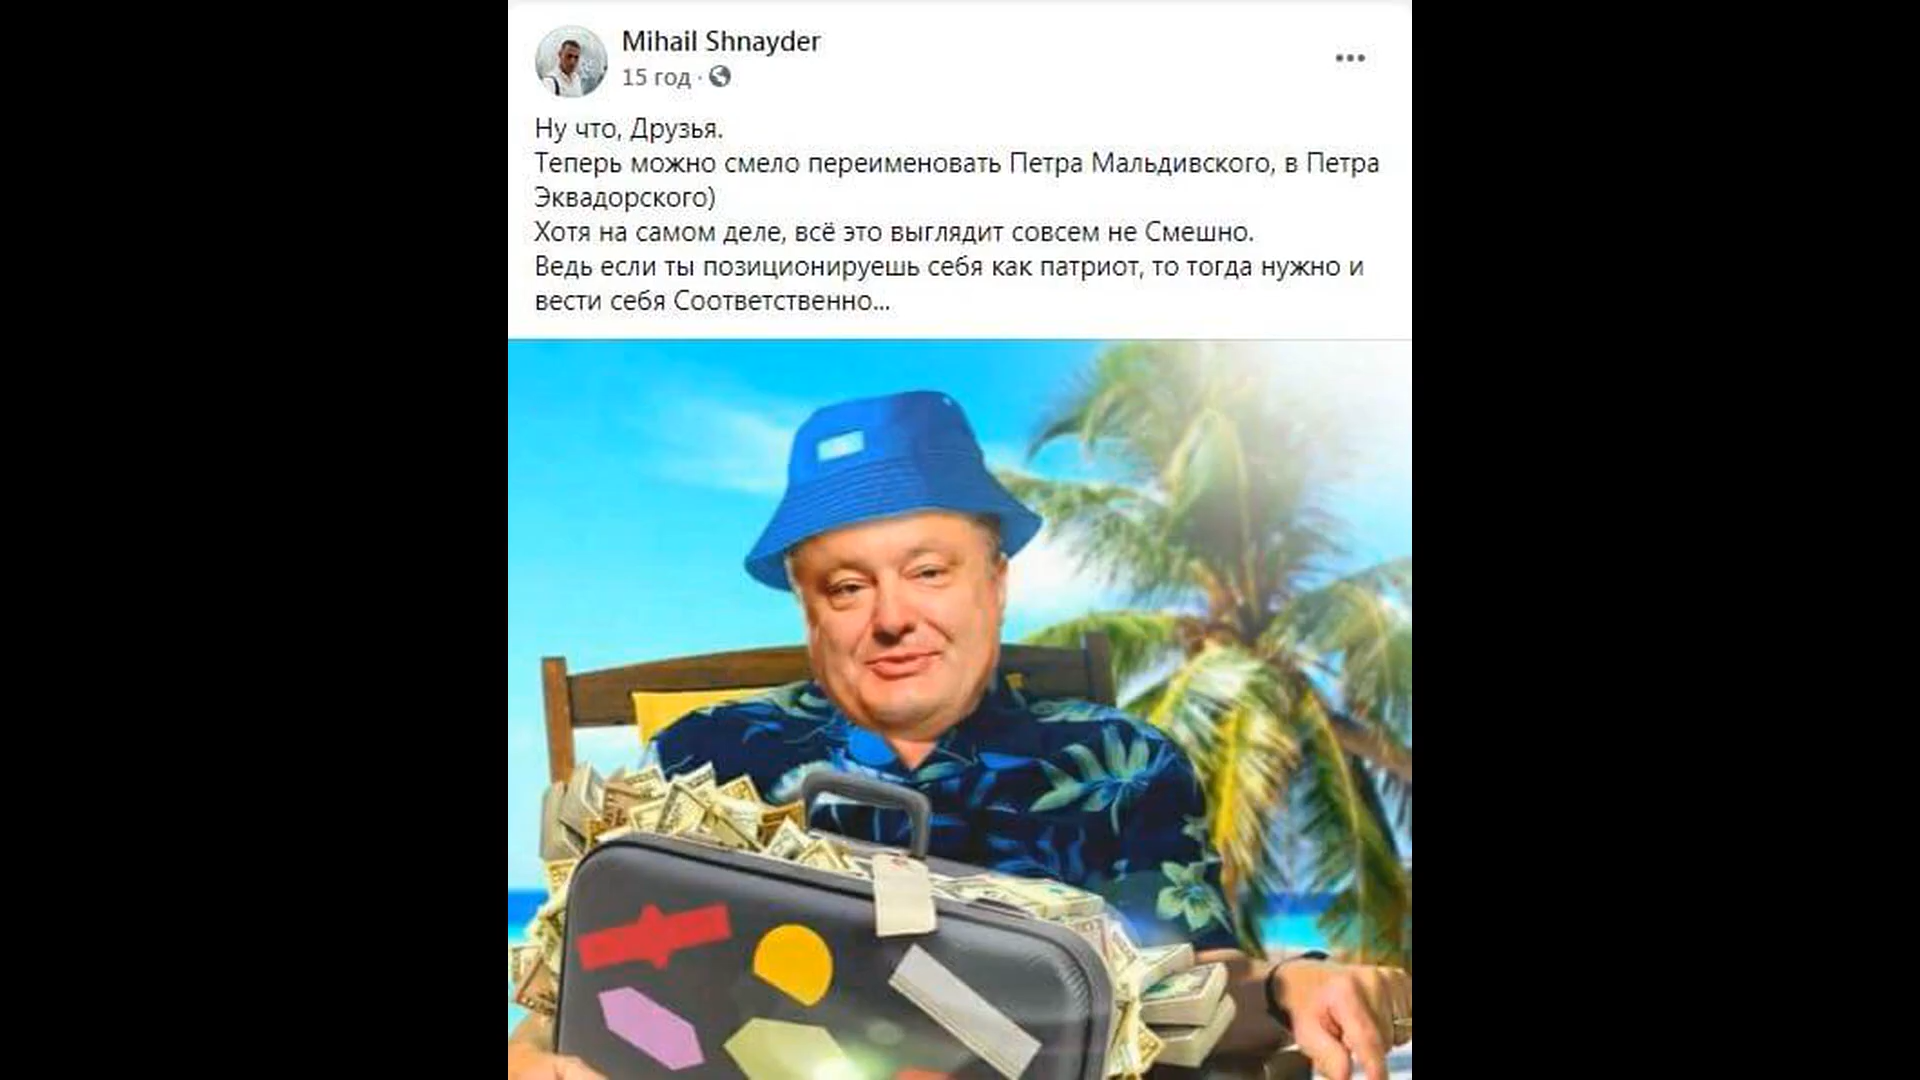 Mihail Shnayder
15 год ·
Ну что, Друзья.
Теперь можно смело переименовать Петра Мальдивского, в Петра
Эквадорского)
Хотя на самом деле, всё это выглядит совсем не Смешно.
Ведь если ты позиционируешь себя как патриот, то тогда нужно и
вести себя Соответственно...